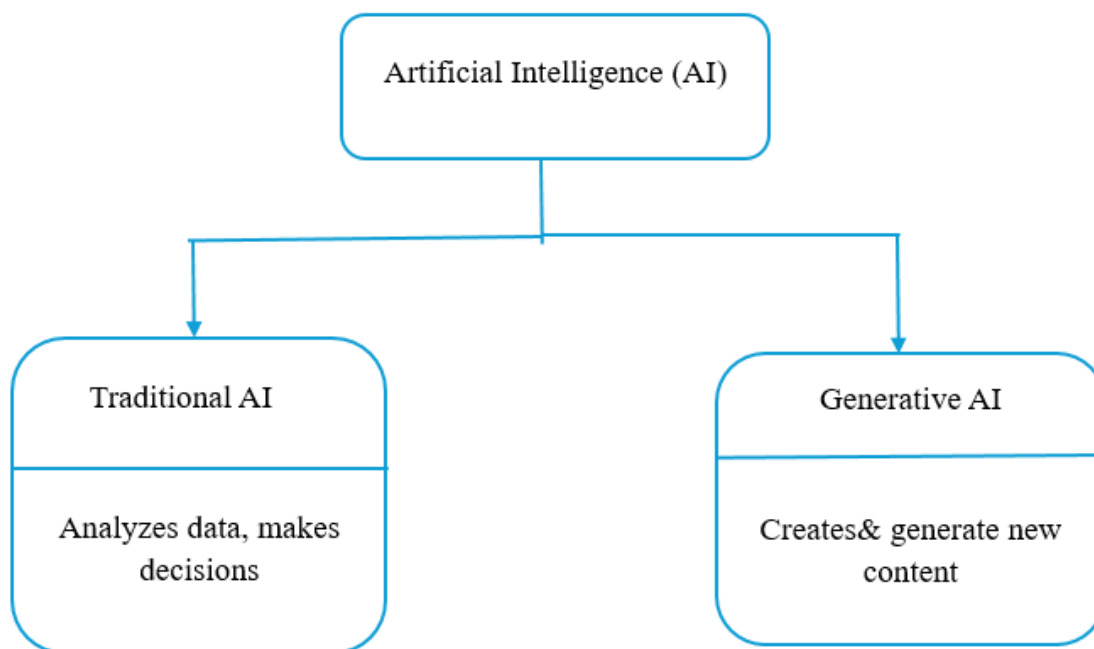 Artificial Intelligence (AI)
Traditional AI
Analyzes data, makes
decisions
Generative AI
Creates& generate new
content